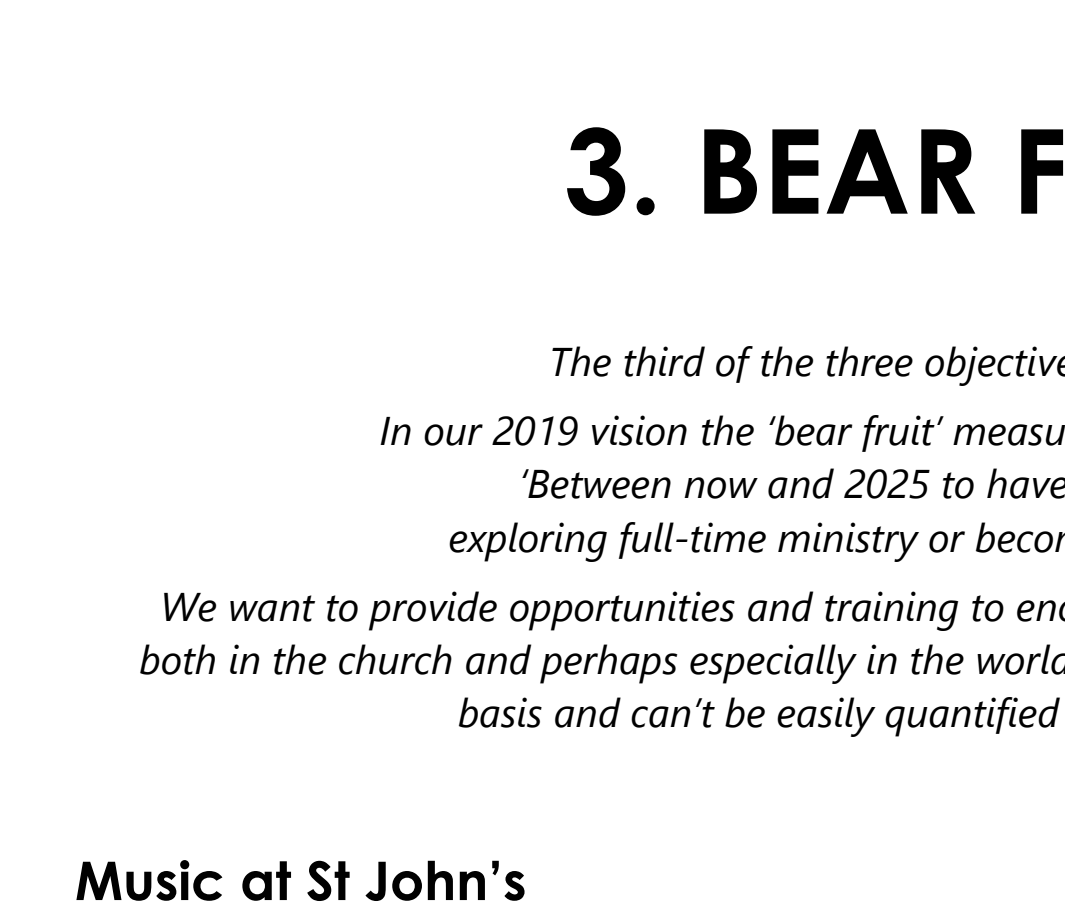 3. BEAR F
The third of the three objective
In our 2019 vision the ‘bear fruit’ measu
‘Between now and 2025 to have
exploring full-time ministry or becom
We want to provide opportunities and training to enc
both in the church and perhaps especially in the world
basis and can’t be easily quantified
Music at St John’s